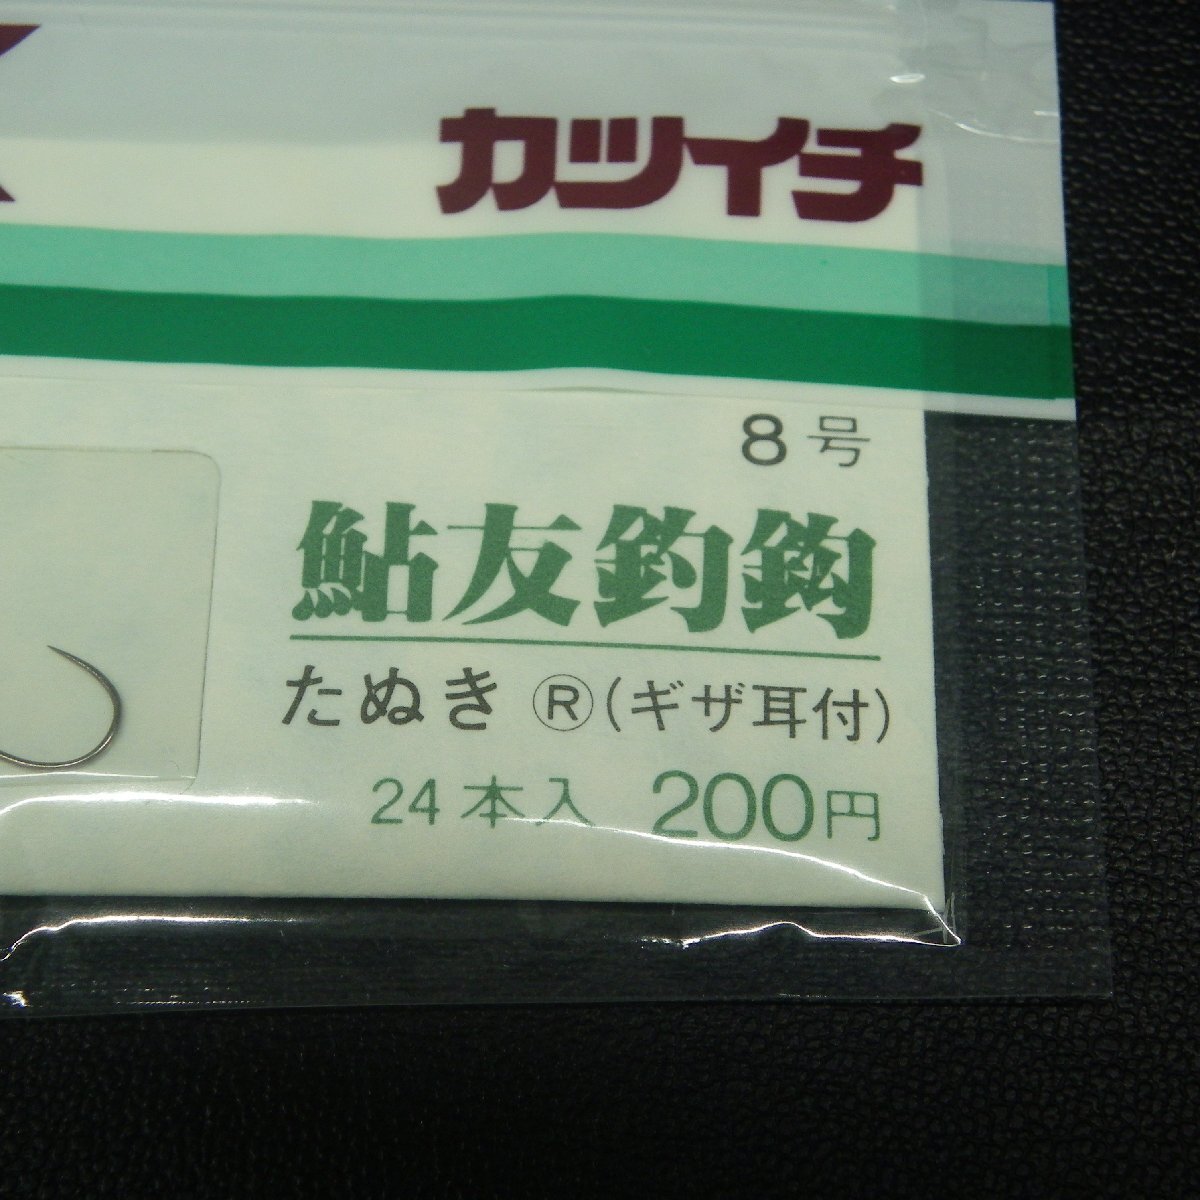 カツイチ
8号
鮎友釣鈎
たぬき Ⓡ(ギザ耳付)
24本入 200円